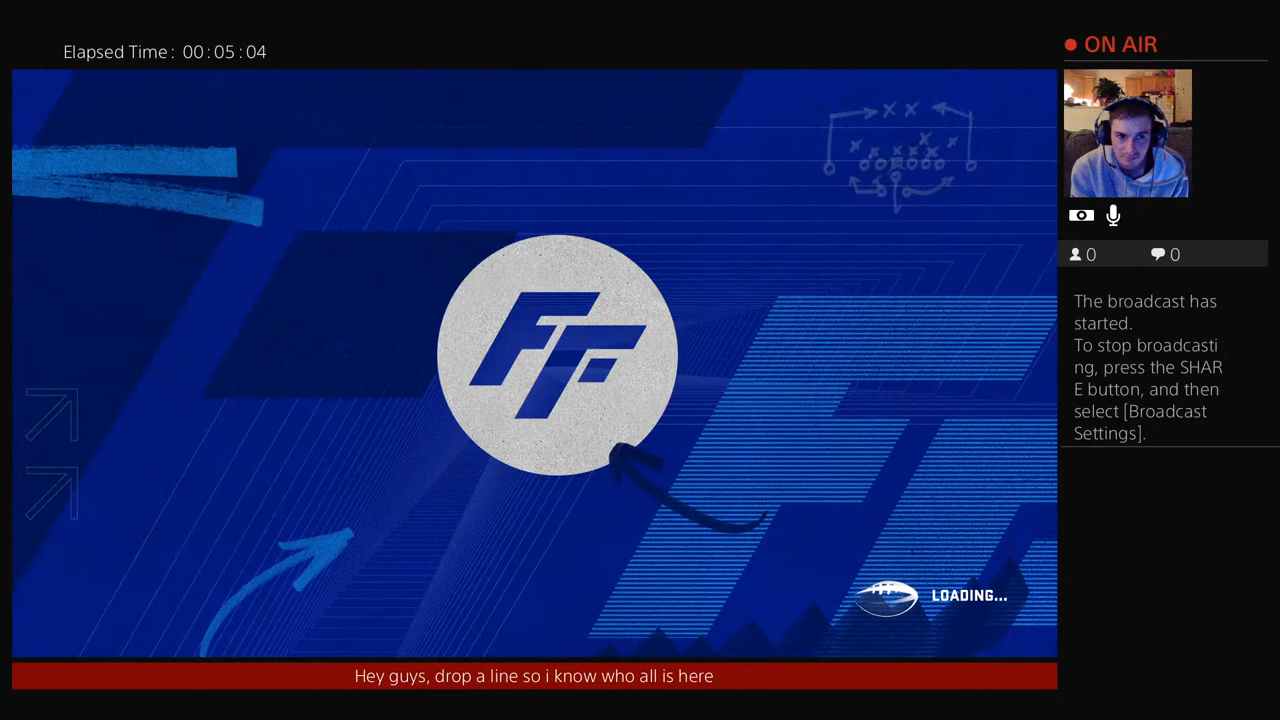 Elapsed Time: 00:05:04
ON AIR
FF
0 0
The broadcast has
started.
To stop broadcasti
ng, press the SHAR
E button, and then
select [Broadcast
Settings].
LOADING...
Hey guys, drop a line so i know who all is here